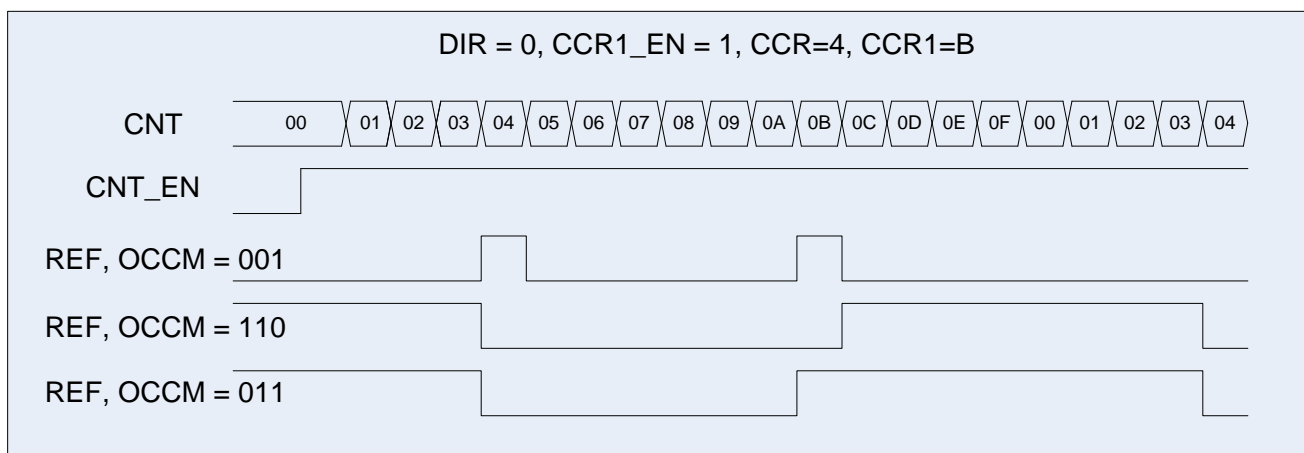 DIR = 0, CCR1_EN = 1, CCR=4, CCR1=B
CNT 00 01 02 03 04 05 06 07 08 09 0A 0B 0C 0D 0E 0F 00 01 02 03 04
CNT_EN
REF, OCCM = 001
REF, OCCM = 110
REF, OCCM = 011